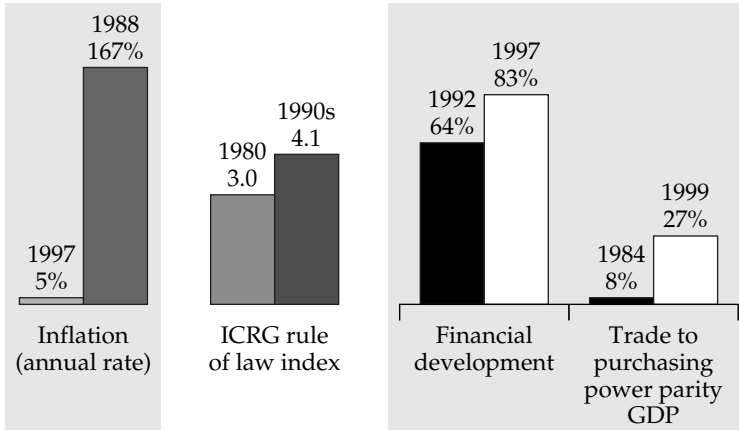 1988
167%
1997
5%
Inflation
(annual rate)
1990s
4.1
1980
3.0
ICRG rule
of law index
1997
83%
1992
64%
Financial
development
1999
27%
1984
8%
Trade to
purchasing
power parity
GDP